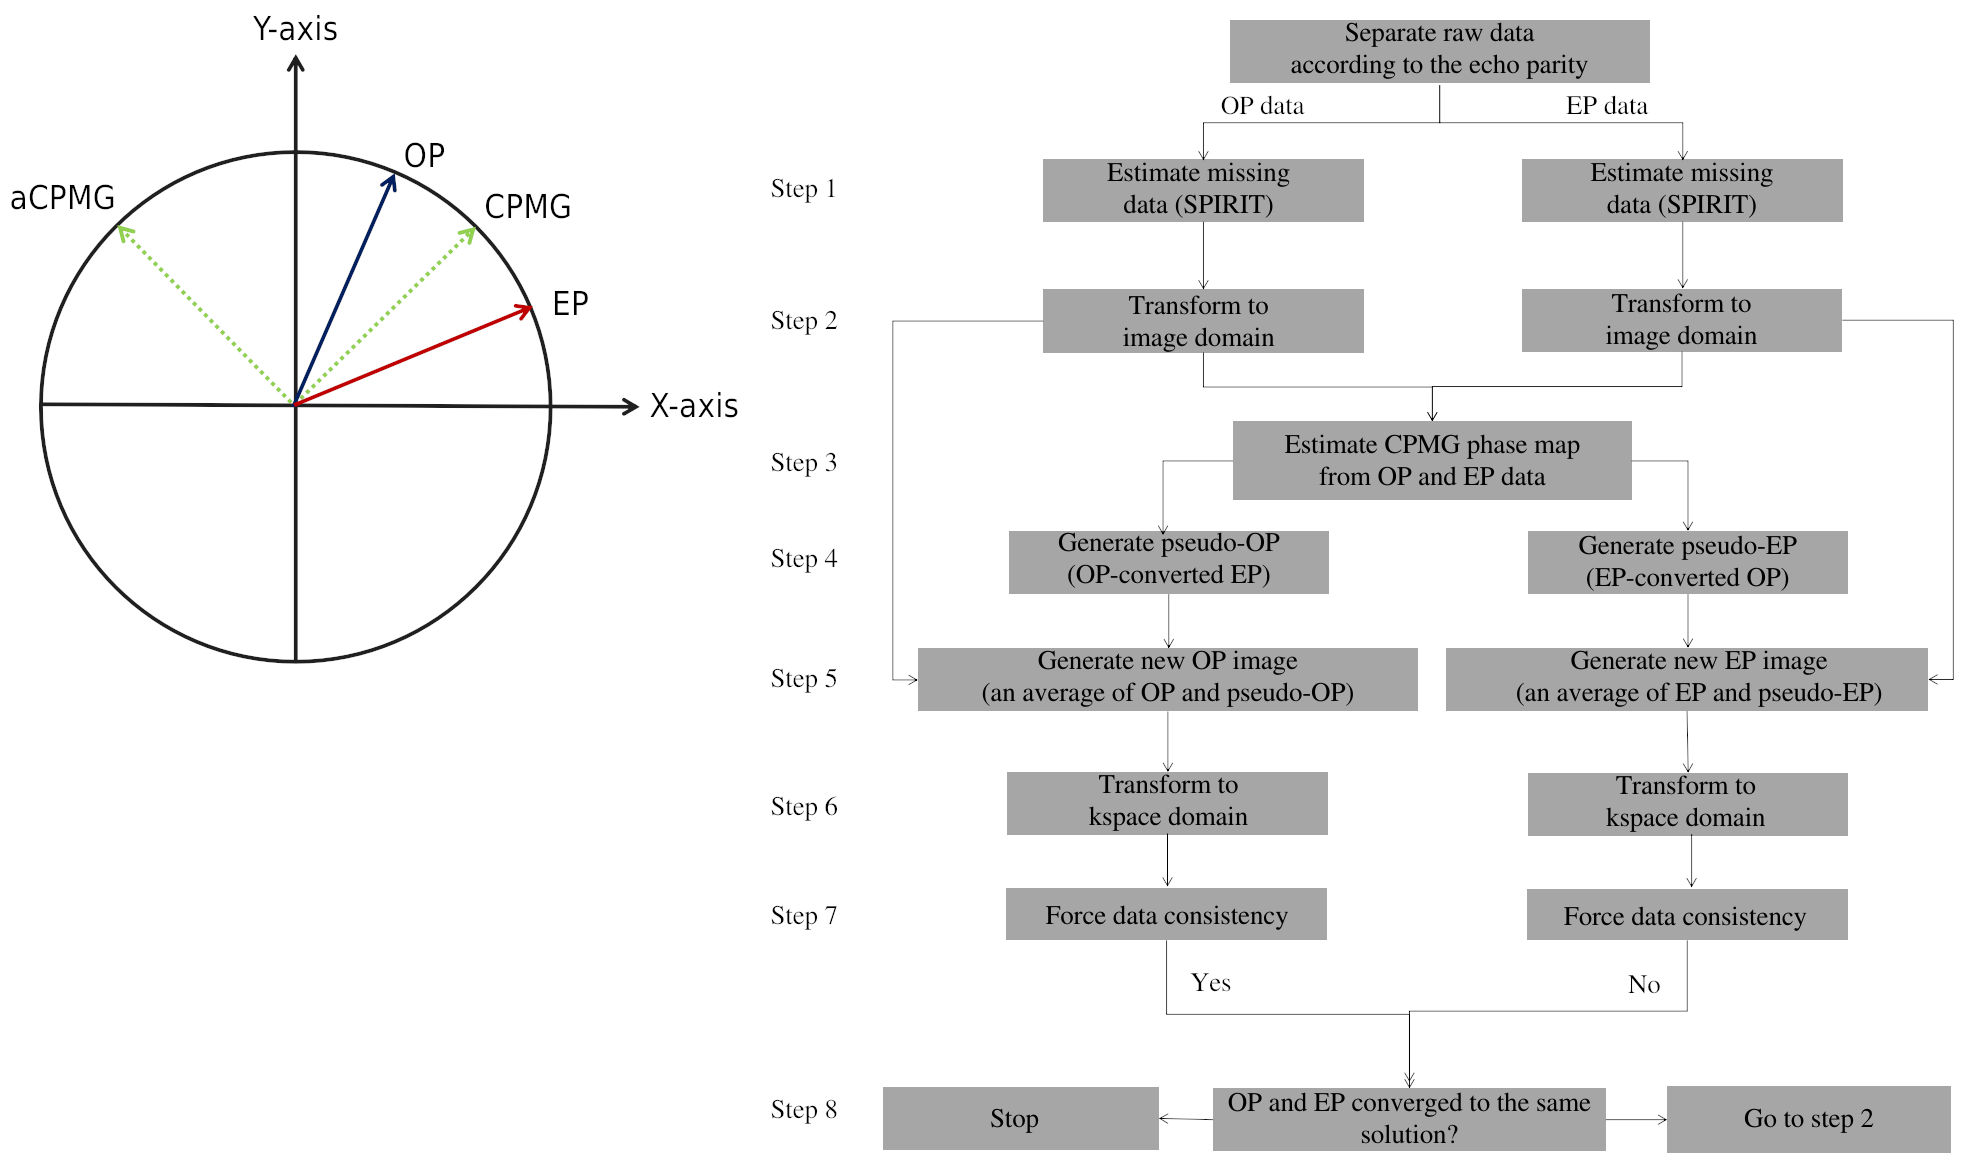 Y-axis
OP
aCPMG
CPMG
EP
X-axis
Separate raw data
according to the echo parity
OP data
EP data
Step 1
Estimate missing
data (SPIRIT)
Estimate missing
data (SPIRIT)
Step 2
Transform to
image domain
Transform to
image domain
Step 3
Estimate CPMG phase map
from OP and EP data
Step 4
Generate pseudo-OP
(OP-converted EP)
Generate pseudo-EP
(EP-converted OP)
Step 5
Generate new OP image
(an average of OP and pseudo-OP)
Generate new EP image
(an average of EP and pseudo-EP)
Step 6
Transform to
kspace domain
Transform to
kspace domain
Step 7
Force data consistency
Force data consistency
Yes
No
Step 8
Stop
OP and EP converged to the same
solution?
Go to step 2